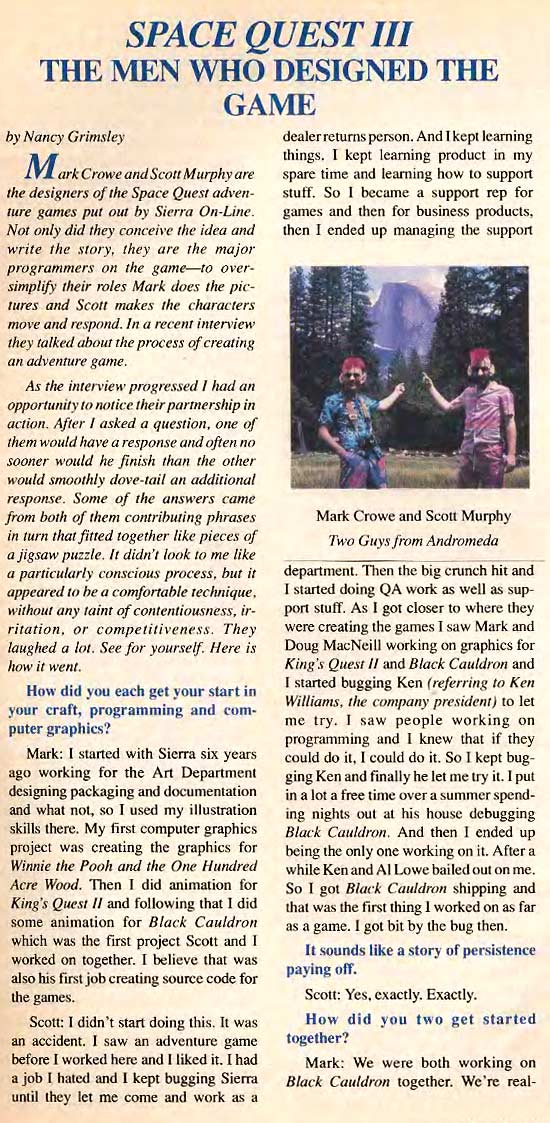 SPACE QUEST III
THE MEN WHO DESIGNED THE
GAME
by Nancy Grimsley
Mark Crowe and Scott Murphy are
the designers of the Space Quest adven-
ture games put out by Sierra On-Line.
Not only did they conceive the idea and
write the story, they are the major
programmers on the game—to over-
simplify their roles Mark does the pic-
tures and Scott makes the characters
move and respond. In a recent interview
they talked about the process of creating
an adventure game.
As the interview progressed I had an
opportunity to notice their partnership in
action. After I asked a question, one of
them would have a response and often no
sooner would he finish than the other
would smoothly dove-tail an additional
response. Some of the answers came
from both of them contributing phrases
in turn that fitted together like pieces of
a jigsaw puzzle. It didn't look to me like
a particularly conscious process, but it
appeared to be a comfortable technique,
without any taint of contentiousness, ir-
ritation, or competitiveness. They
laughed a lot. See for yourself. Here is
how it went.
How did you each get your start in
your craft, programming and com-
puter graphics?
Mark: I started with Sierra six years
ago working for the Art Department
designing packaging and documentation
and what not, so I used my illustration
skills there. My first computer graphics
project was creating the graphics for
Winnie the Pooh and the One Hundred
Acre Wood. Then I did animation for
King's Quest II and following that I did
some animation for Black Cauldron
which was the first project Scott and I
worked on together. I believe that was
also his first job creating source code for
the games.
Scott: I didn't start doing this. It was
an accident. I saw an adventure game
before I worked here and I liked it. I had
a job I hated and I kept bugging Sierra
until they let me come and work as a
dealer returns person. And I kept learning
things. I kept learning product in my
spare time and learning how to support
stuff. So I became a support rep for
games and then for business products,
then I ended up managing the support
Mark Crowe and Scott Murphy
Two Guys from Andromeda
department. Then the big crunch hit and
I started doing QA work as well as sup-
port stuff. As I got closer to where they
were creating the games I saw Mark and
Doug MacNeill working on graphics for
King's Quest II and Black Cauldron and
I started bugging Ken (referring to Ken
Williams, the company president) to let
me try. I saw people working on
programming and I knew that if they
could do it, I could do it. So I kept bug-
ging Ken and finally he let me try it. I put
in a lot a free time over a summer spend-
ing nights out at his house debugging
Black Cauldron. And then I ended up
being the only one working on it. After a
while Ken and Al Lowe bailed out on me.
So I got Black Cauldron shipping and
that was the first thing I worked on as far
as a game. I got bit by the bug then.
It sounds like a story of persistence
paying off.
Scott: Yes, exactly. Exactly.
How did you two get started
together?
Mark: We were both working on
Black Cauldron together. We're real-